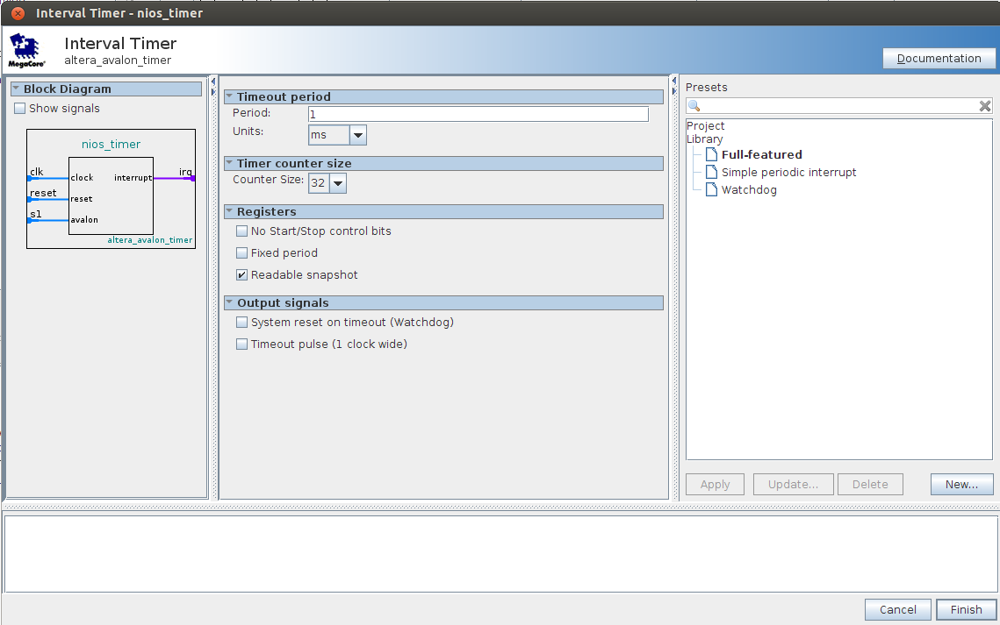 Interval Timer - nios_timer
MegaCore®
Interval Timer
altera_avalon_timer
Documentation
Block Diagram
Show signals
nios_timer
clk
clock
interrupt
irq
reset
reset
s1
avalon
altera_avalon_timer
Timeout period
Period: 1
Units: ms
Timer counter size
Counter Size: 32
Registers
No Start/Stop control bits
Fixed period
Readable snapshot
Output signals
System reset on timeout (Watchdog)
Timeout pulse (1 clock wide)
Presets
Project
Library
Full-featured
Simple periodic interrupt
Watchdog
Apply
Update...
Delete
New...
Cancel
Finish